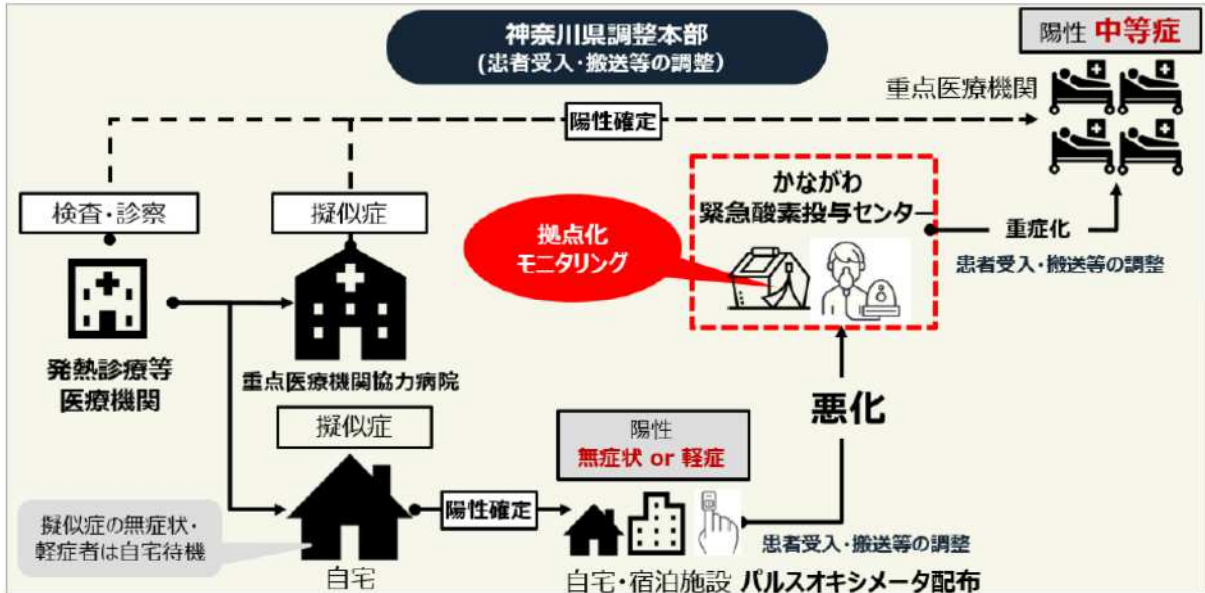 神奈川県調整本部
(患者受入・搬送等の調整)
陽性 中等症
重点医療機関
陽性確定
検査・診察
擬似症
かながわ
緊急酸素投与センター
拠点化
モニタリング
重症化
患者受入・搬送等の調整
発熱診療等
医療機関
重点医療機関協力病院
擬似症
陽性
無症状 or 軽症
悪化
陽性確定
擬似症の無症状・
軽症者は自宅待機
患者受入・搬送等の調整
自宅
自宅・宿泊施設 パルスオキシメータ配布